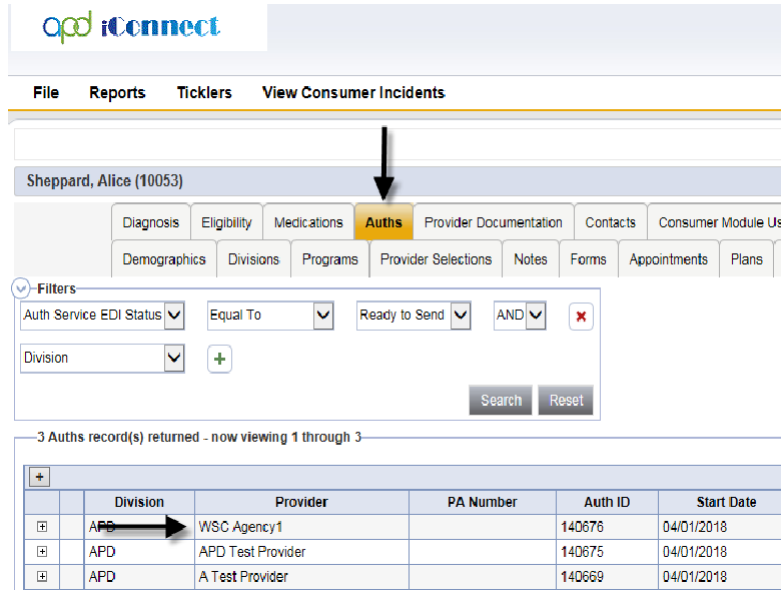 apd iConnect
File Reports Ticklers View Consumer Incidents
Sheppard, Alice (10053)
Diagnosis Eligibility Medications Auths Provider Documentation Contacts Consumer Module Us
Demographics Divisions Programs Provider Selections Notes Forms Appointments Plans
Filters
Auth Service EDI Status Equal To Ready to Send AND
Division
Search Reset
3 Auths record(s) returned - now viewing 1 through 3
Division Provider PA Number Auth ID Start Date
APD WSC Agency1 140676 04/01/2018
APD APD Test Provider 140675 04/01/2018
APD A Test Provider 140669 04/01/2018